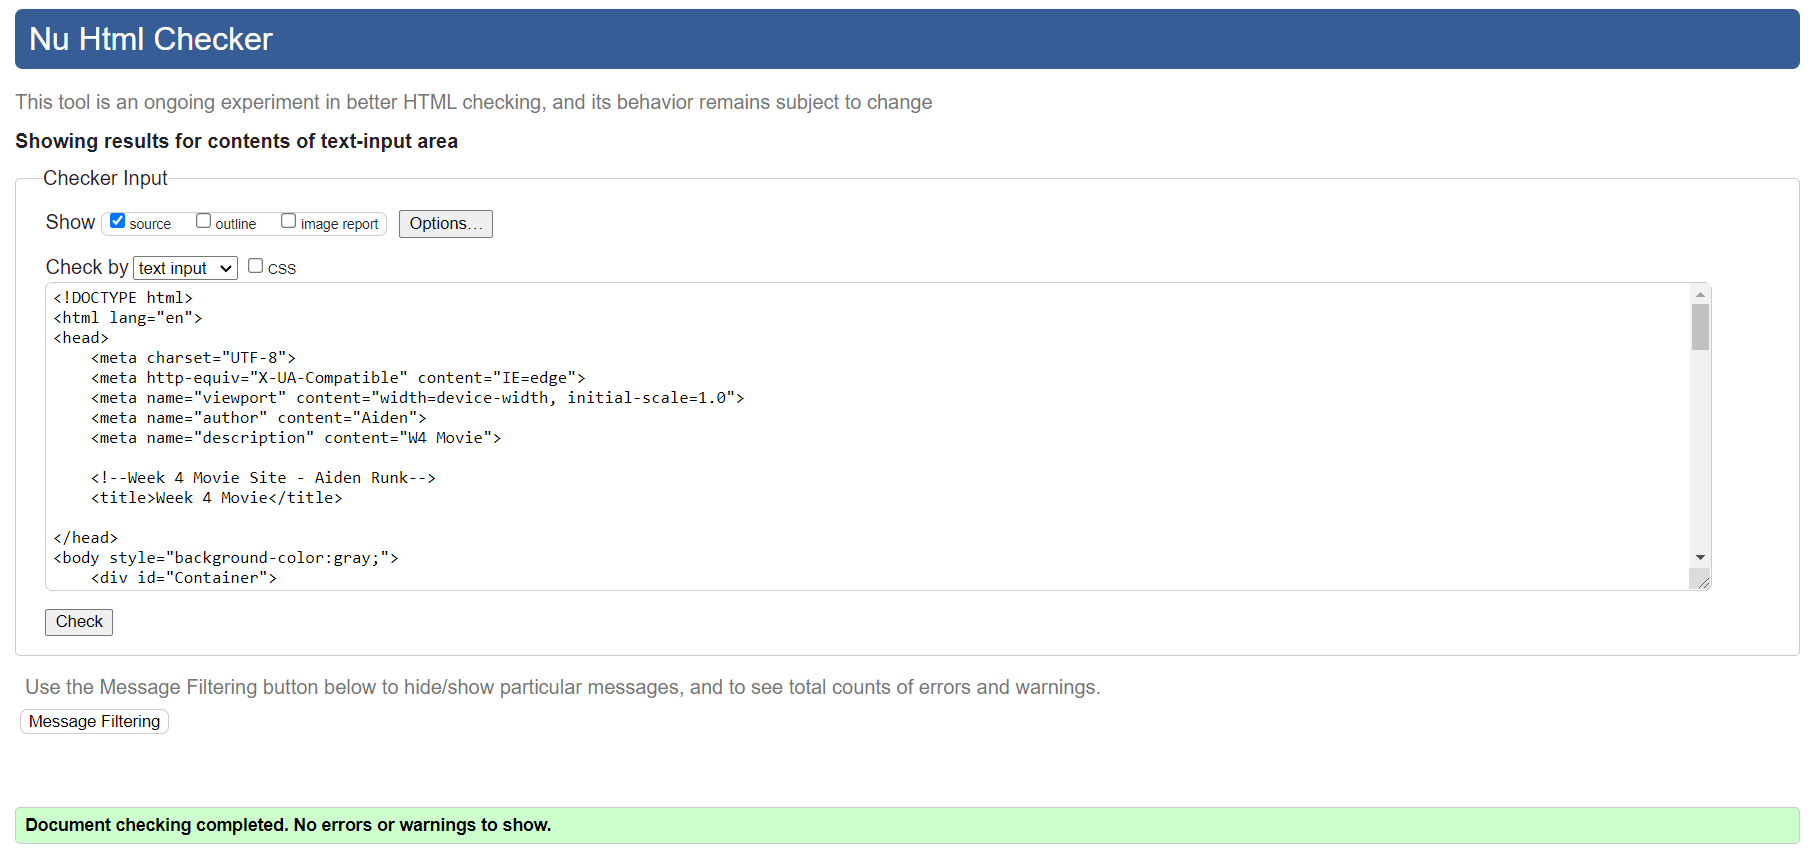 Nu Html Checker
This tool is an ongoing experiment in better HTML checking, and its behavior remains subject to change
Showing results for contents of text-input area
Checker Input
Show source outline image report Options…
Check by text input CSS
<!DOCTYPE html>
<html lang="en">
<head>
    <meta charset="UTF-8">
    <meta http-equiv="X-UA-Compatible" content="IE=edge">
    <meta name="viewport" content="width=device-width, initial-scale=1.0">
    <meta name="author" content="Aiden">
    <meta name="description" content="W4 Movie">
    <!--Week 4 Movie Site - Aiden Runk-->
    <title>Week 4 Movie</title>
</head>
<body style="background-color:gray;">
    <div id="Container">
Check
Use the Message Filtering button below to hide/show particular messages, and to see total counts of errors and warnings.
Message Filtering
Document checking completed. No errors or warnings to show.